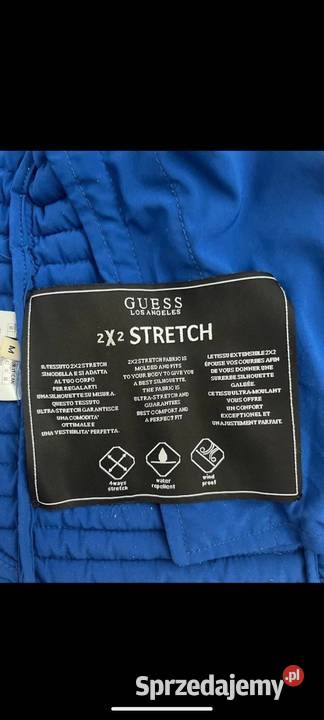 GUESS
LOS ANGELES
2X2 STRETCH
IL TESSUTO 2X2 STRETCH
SI MODELLA E SI ADATTA
AL TUO CORPO
PER REGALARTI
UNA SILHOUETTE SU MISURA.
QUESTO TESSUTO
ULTRA STRETCH GARANTISCE
UNA COMODITA'
OTTIMALE E
UNA VESTIBILITA' PERFETTA.
2X2 STRETCH FABRIC IS
MOLDED AND FITS
TO YOUR BODY TO GIVE YOU
A BEST SILHOUETTE.
THE FABRIC IS
ULTRA-STRETCH AND
GUARANTEES
BEST COMFORT AND
A PERFECT FIT
LE TISSU EXTENSIBLE 2X2
ÉPOUSE VOS COURBES AFIN
DE VOUS DONNER UNE
SUPERBE SILHOUETTE
GALBÉE.
CE TISSU ULTRA-MOULANT
VOUS OFFRE
UN CONFORT
EXCEPTIONNEL ET
UN AJUSTEMENT PARFAIT.
4 ways
stretch
water
repellent
wind
proof
M
Sprzedajemy.pl